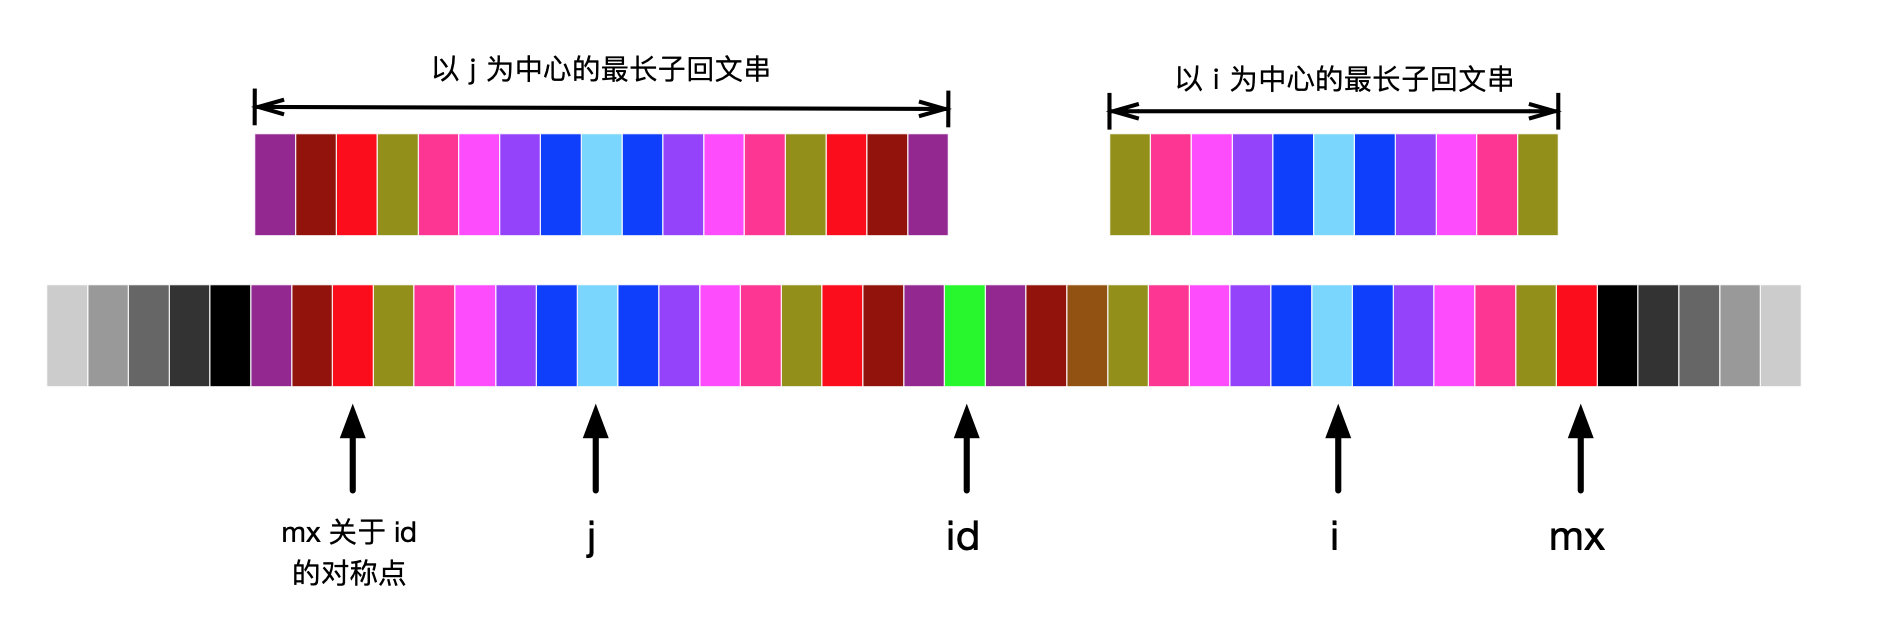 以 j 为中心的最长子回文串
以 i 为中心的最长子回文串
mx 关于 id
的对称点
j
id
i
mx